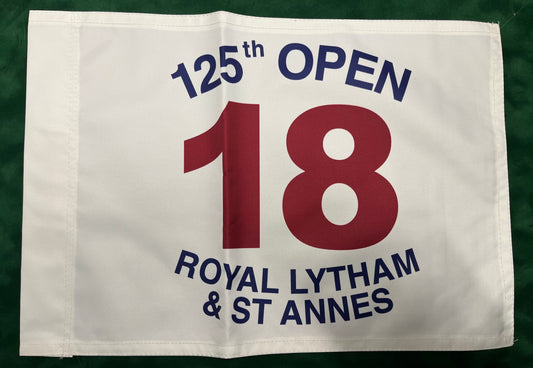 125th OPEN
18
ROYAL LYTHAM
& ST ANNES